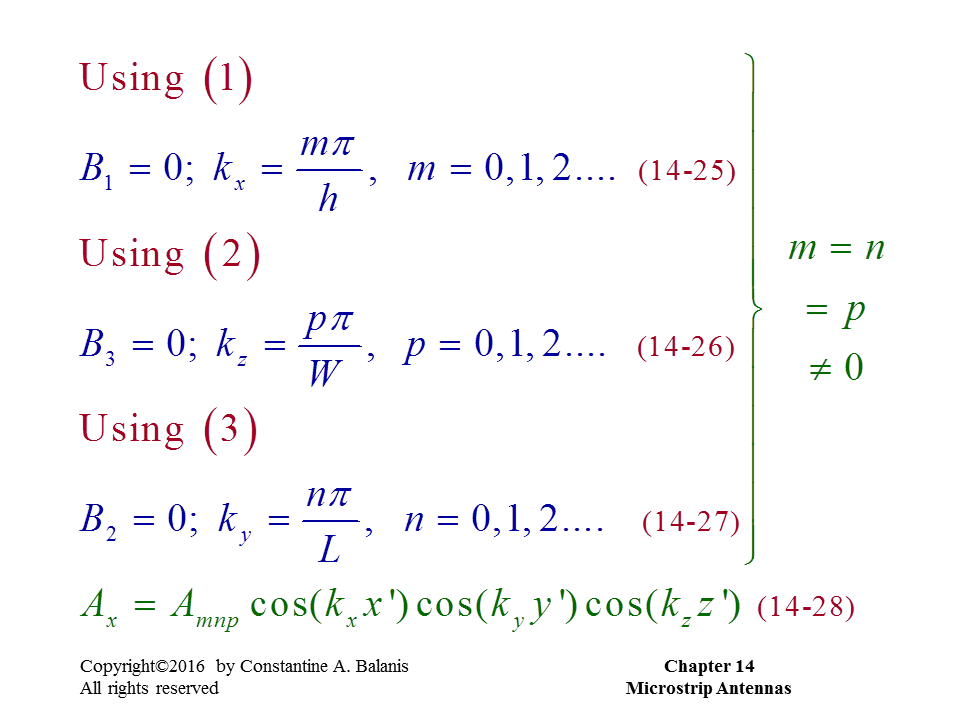 Using (1)
B₁ = 0; kₓ = mπ/h, m = 0,1,2.... (14-25)
Using (2)
B₃ = 0; k_z = pπ/W, p = 0,1,2.... (14-26)
Using (3)
B₂ = 0; k_y = nπ/L, n = 0,1,2.... (14-27)
m = n
= p
≠ 0
Aₓ = A_mnp cos(kₓ x') cos(k_y y') cos(k_z z') (14-28)
Copyright©2016 by Constantine A. Balanis
All rights reserved
Chapter 14
Microstrip Antennas